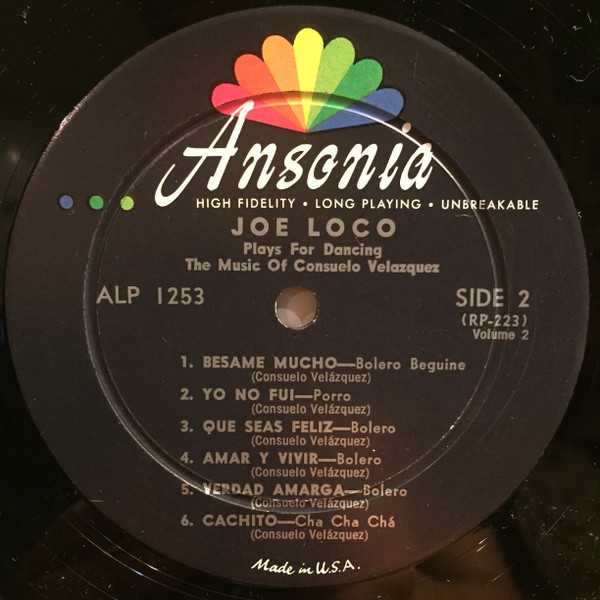 Ansonia
HIGH FIDELITY • LONG PLAYING • UNBREAKABLE
JOE LOCO
Plays For Dancing
The Music Of Consuelo Velazquez
ALP 1253
SIDE 2
(RP-223)
Volume 2
1. BESAME MUCHO—Bolero Beguine
(Consuelo Velázquez)
2. YO NO FUI—Porro
(Consuelo Velázquez)
3. QUE SEAS FELIZ—Bolero
(Consuelo Velázquez)
4. AMAR Y VIVIR—Bolero
(Consuelo Velázquez)
5. VERDAD AMARGA—Bolero
(Consuelo Velázquez)
6. CACHITO—Cha Cha Chá
(Consuelo Velázquez)
Made in U.S.A.